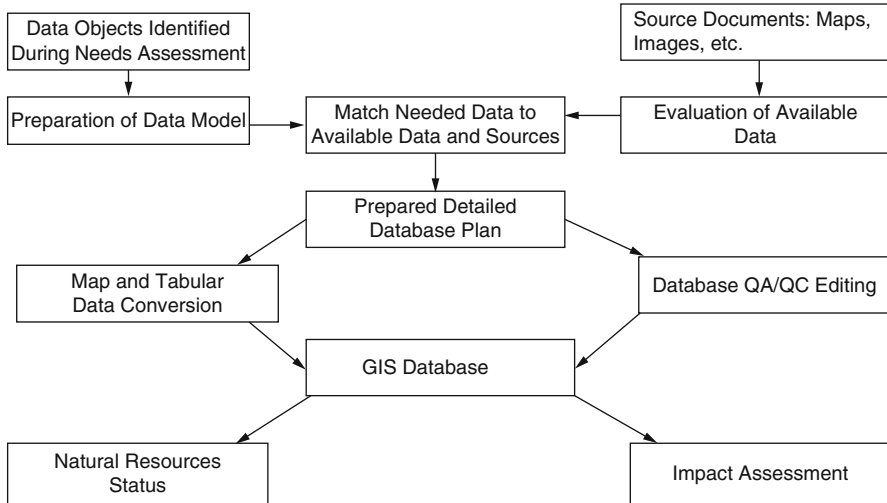 Data Objects Identified
During Needs Assessment
Source Documents: Maps,
Images, etc.
Preparation of Data Model
Match Needed Data to
Available Data and Sources
Evaluation of Available
Data
Prepared Detailed
Database Plan
Map and Tabular
Data Conversion
Database QA/QC Editing
GIS Database
Natural Resources
Status
Impact Assessment